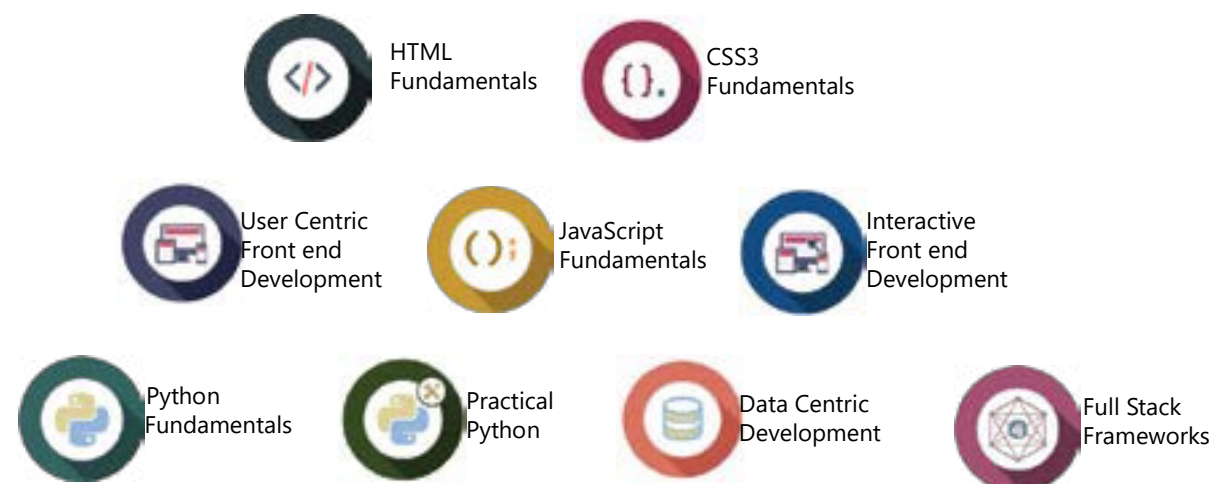 HTML
Fundamentals
CSS3
Fundamentals
User Centric
Front end
Development
JavaScript
Fundamentals
Interactive
Front end
Development
Python
Fundamentals
Practical
Python
Data Centric
Development
Full Stack
Frameworks